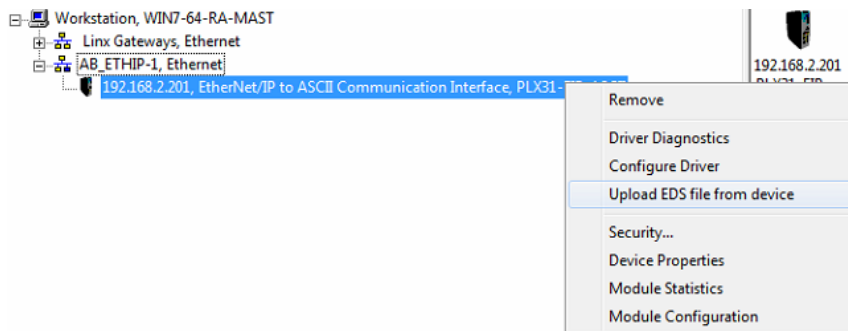 Workstation, WIN7-64-RA-MAST
Linx Gateways, Ethernet
AB_ETHIP-1, Ethernet
192.168.2.201, EtherNet/IP to ASCII Communication Interface, PLX31-
192.168.2.201
Remove
Driver Diagnostics
Configure Driver
Upload EDS file from device
Security...
Device Properties
Module Statistics
Module Configuration